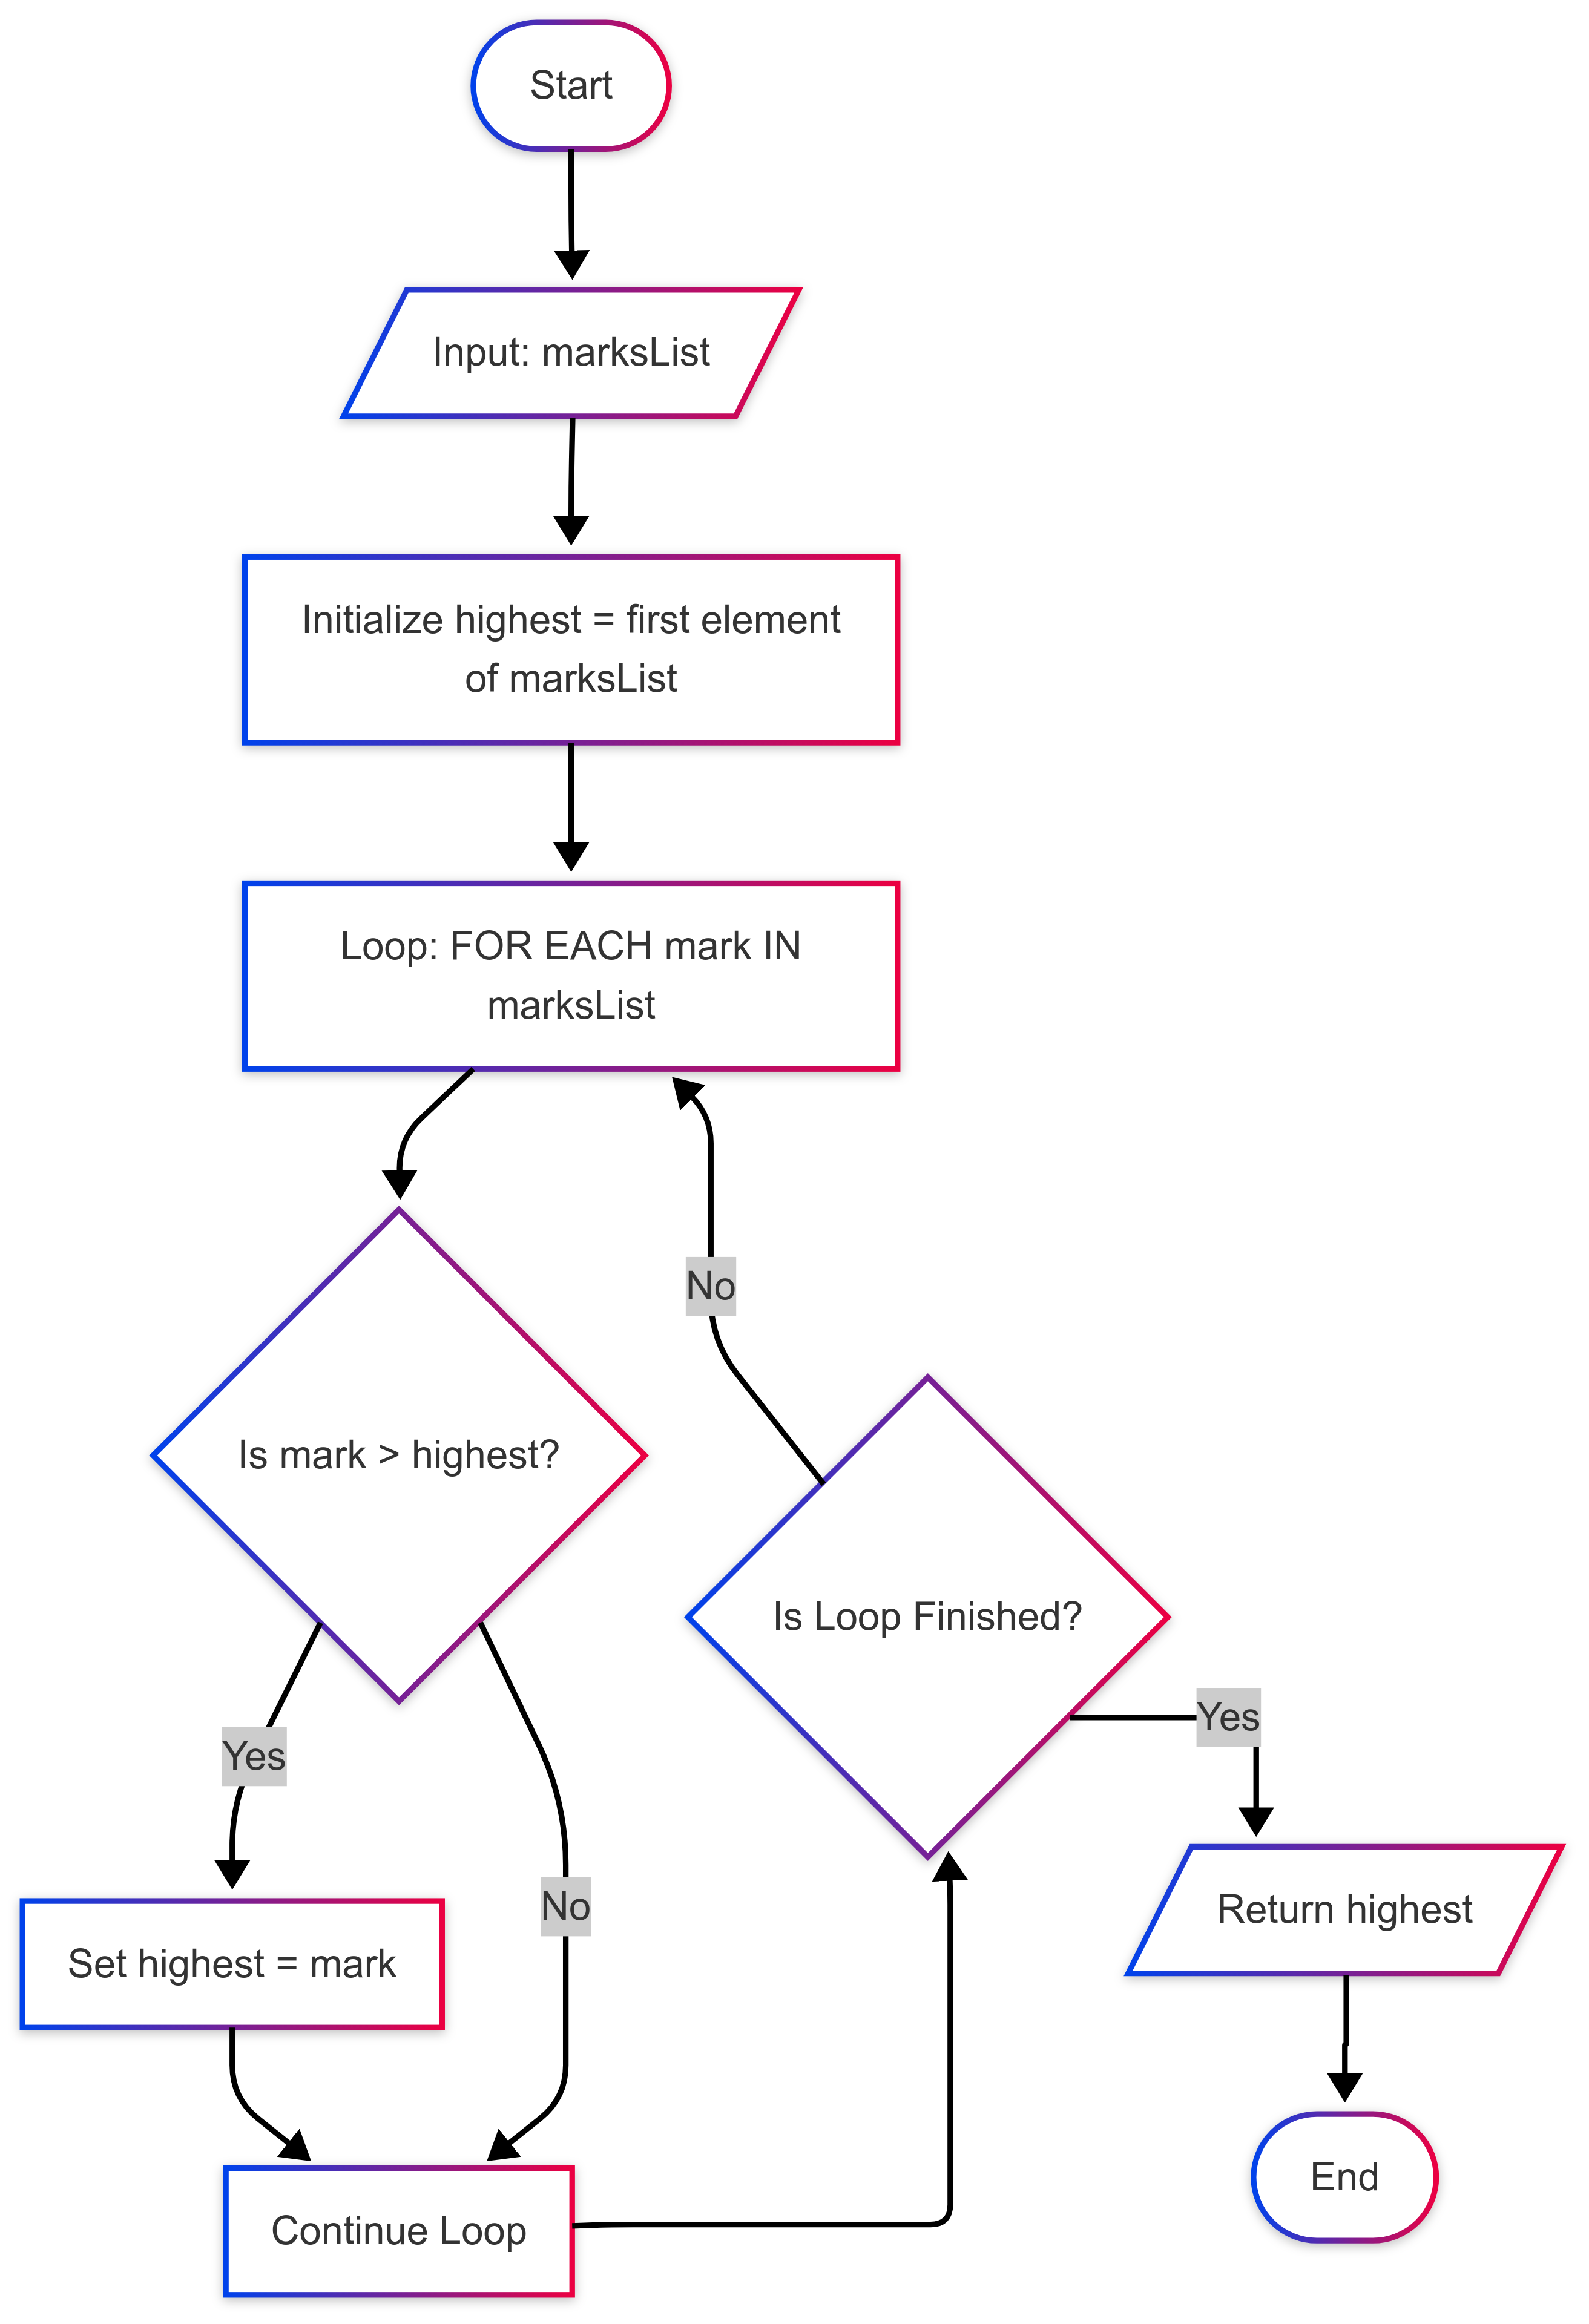 Start
Input: marksList
Initialize highest = first element
of marksList
Loop: FOR EACH mark IN
marksList
No
Is mark > highest?
Is Loop Finished?
Yes
Yes
No
Return highest
Set highest = mark
End
Continue Loop